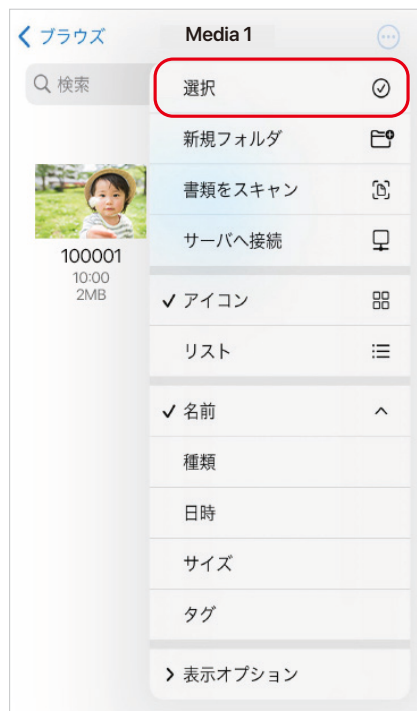 ブラウズ
Media 1
検索
選択
新規フォルダ
書類をスキャン
サーバへ接続
100001
10:00
2MB
アイコン
リスト
名前
種類
日時
サイズ
タグ
表示オプション